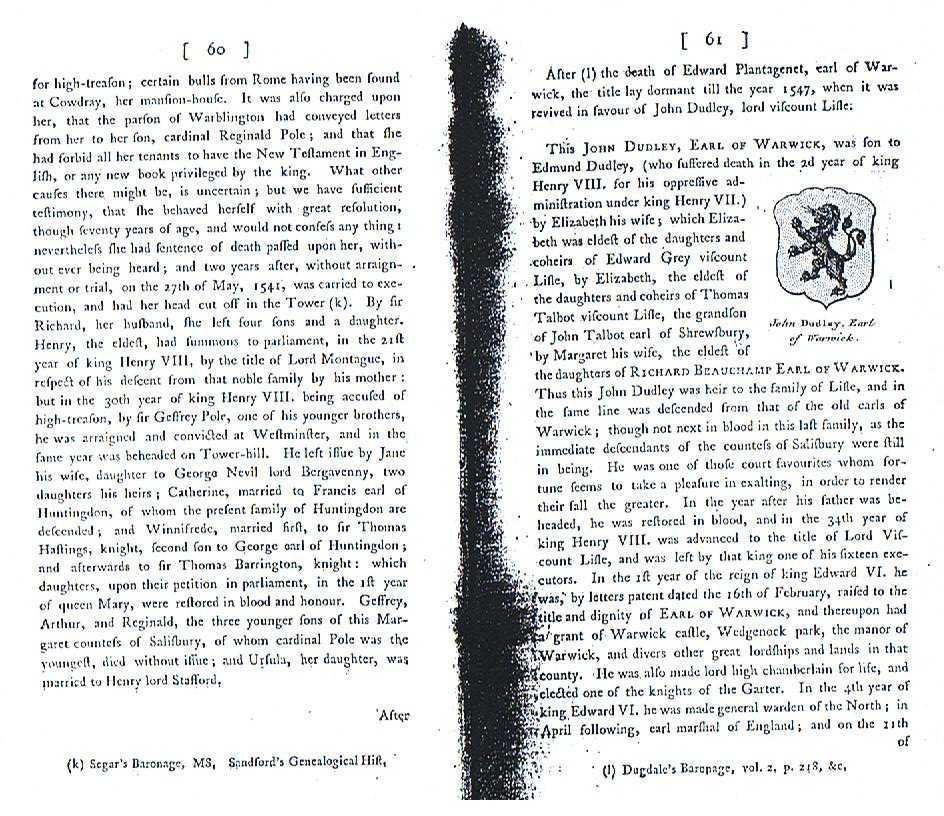 [ 60 ]
for high-treaſon; certain bulls from Rome having been found
at Cowdray, her manſion-houſe. It was alſo charged upon
her, that the parſon of Warblington had conveyed letters
from her to her ſon, cardinal Reginald Pole; and that ſhe
had forbid all her tenants to have the New Teſtament in Eng-
liſh, or any new book privileged by the king. What other
cauſes there might be, is uncertain; but we have ſufficient
teſtimony, that ſhe behaved herſelf with great reſolution,
though ſeventy years of age, and would not confeſs any thing:
nevertheleſs ſhe had ſentence of death paſſed upon her, with-
out ever being heard; and two years after, without arraign-
ment or trial, on the 27th of May, 1541, was carried to exe-
cution, and had her head cut off in the Tower (k). By ſir
Richard, her huſband, ſhe left four ſons and a daughter.
Henry, the eldeſt, had ſummons to parliament, in the 21ſt
year of king Henry VIII, by the title of Lord Montague, in
reſpect of his deſcent from that noble family by his mother:
but in the 30th year of king Henry VIII. being accuſed of
high-treaſon, by ſir Geffrey Pole, one of his younger brothers,
he was arraigned and convicted at Weſtminſter, and in the
ſame year was beheaded on Tower-hill. He left iſſue by Jane
his wife, daughter to George Nevil lord Bergavenny, two
daughters his heirs; Catherine, married to Francis earl of
Huntingdon, of whom the preſent family of Huntingdon are
deſcended; and Winnifrede, married firſt, to ſir Thomas
Haſtings, knight, ſecond ſon to George earl of Huntingdon;
and afterwards to ſir Thomas Barrington, knight: which
daughters, upon their petition in parliament, in the 1ſt year
of queen Mary, were reſtored in blood and honour. Geffrey,
Arthur, and Reginald, the three younger ſons of this Mar-
garet counteſs of Saliſbury, of whom cardinal Pole was the
youngeſt, died without iſſue; and Urſula, her daughter, was
married to Henry lord Stafford.
After
(k) Segar's Baronage, MS, Sandford's Genealogical Hiſt,
[ 61 ]
After (l) the death of Edward Plantagenet, earl of War-
wick, the title lay dormant till the year 1547, when it was
revived in favour of John Dudley, lord viſcount Liſle:
This JOHN DUDLEY, EARL OF WARWICK, was ſon to
Edmund Dudley, (who ſuffered death in the 2d year of king
Henry VIII. for his oppreſſive ad-
miniſtration under king Henry VII.)
by Elizabeth his wife; which Eliza-
beth was eldeſt of the daughters and
coheirs of Edward Grey viſcount
Liſle, by Elizabeth, the eldeſt of
the daughters and coheirs of Thomas
Talbot viſcount Liſle, the grandſon
of John Talbot earl of Shrewſbury,
by Margaret his wife, the eldeſt of
John Dudley, Earl
of Warwick.
the daughters of RICHARD BEAUCHAMP EARL OF WARWICK.
Thus this John Dudley was heir to the family of Liſle, and in
the ſame line was deſcended from that of the old earls of
Warwick; though not next in blood in this laſt family, as the
immediate deſcendants of the counteſs of Saliſbury were ſtill
in being. He was one of thoſe court favourites whom for-
tune ſeems to take a pleaſure in exalting, in order to render
their fall the greater. In the year after his father was be-
headed, he was reſtored in blood, and in the 34th year of
king Henry VIII. was advanced to the title of Lord Viſ-
count Liſle, and was left by that king one of his ſixteen exe-
cutors. In the 1ſt year of the reign of king Edward VI. he
was, by letters patent dated the 16th of February, raiſed to the
title and dignity of EARL OF WARWICK, and thereupon had
a grant of Warwick caſtle, Wedgenock park, the manor of
Warwick, and divers other great lordſhips and lands in that
county. He was alſo made lord high chamberlain for life, and
elected one of the knights of the Garter. In the 4th year of
king Edward VI. he was made general warden of the North; in
April following, earl marſhal of England; and on the 11th
of
(l) Dugdale's Baronage, vol. 2, p. 218, &c,